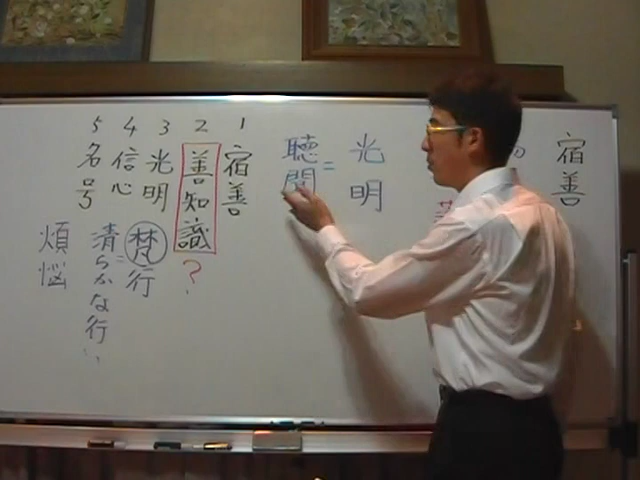 宿善
の
光明
聴聞
=
1 宿善
2 善知識
?
3 光明
梵行
=
清らかな行い
4 信心
5 名号
煩悩